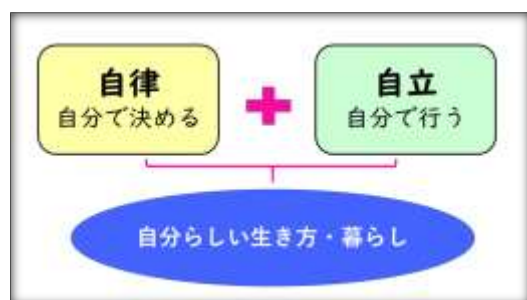 自律
自分で決める
自立
自分で行う
自分らしい生き方・暮らし